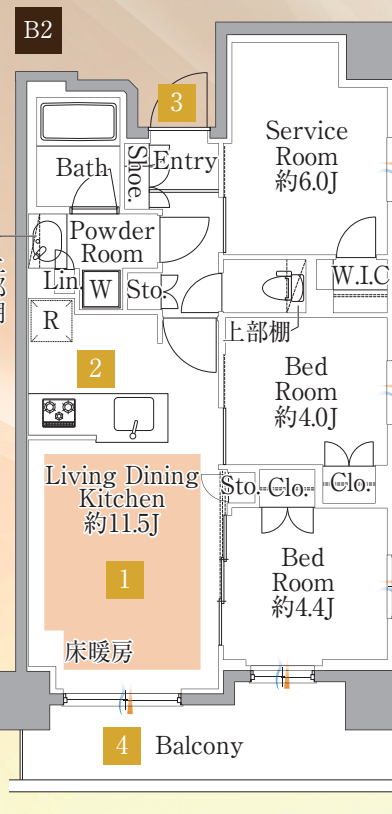 B2
3
Service
Room
約6.0J
Bath
Shoe.
Entry
Powder
Room
Lin.
W
Sto.
W.I.C
R
上部棚
2
Bed
Room
約4.0J
Living Dining
Kitchen
約11.5J
Sto.
Clo.
Clo.
1
Bed
Room
約4.4J
床暖房
4
Balcony